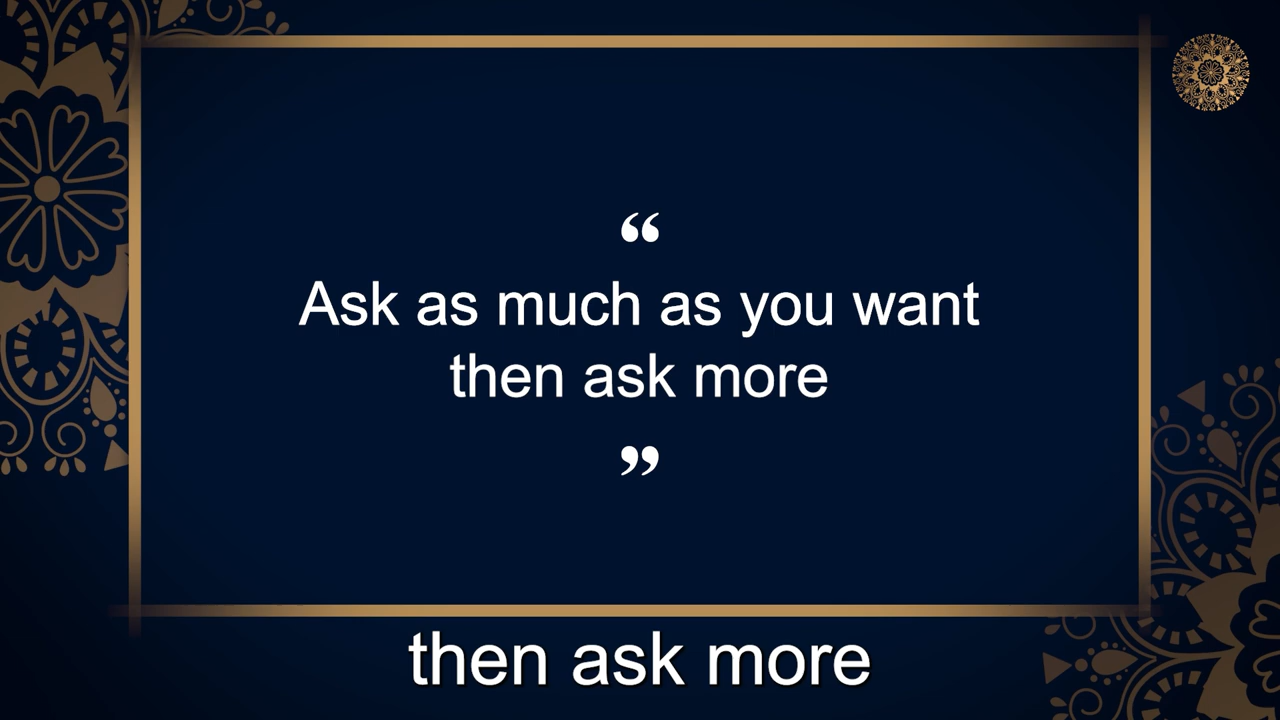 “
Ask as much as you want
then ask more
”
then ask more